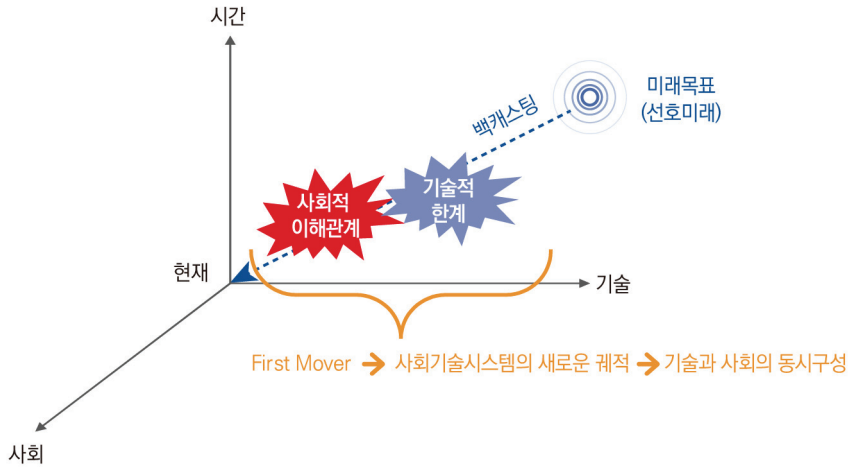 시간
미래목표
(선호미래)
백캐스팅
기술적
한계
사회적
이해관계
현재
기술
First Mover → 사회기술시스템의 새로운 궤적 → 기술과 사회의 동시구성
사회